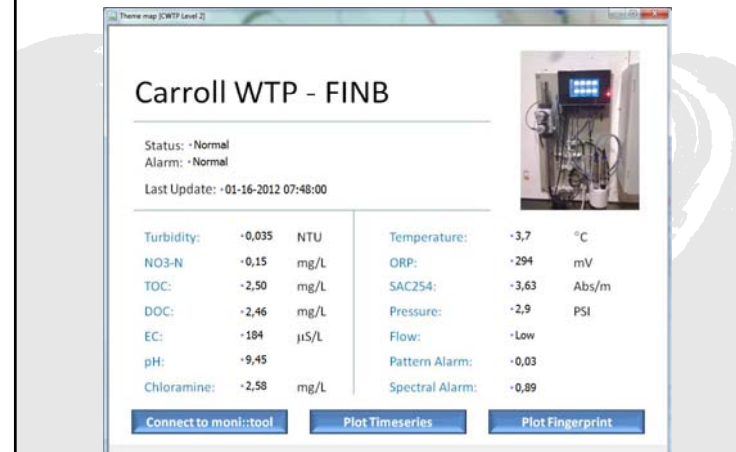 Theme map [CWTP Level 2]
Carroll WTP - FINB
Status: •Normal
Alarm: •Normal
Last Update: •01-16-2012 07:48:00
Turbidity: •0,035 NTU
NO3-N •0,15 mg/L
TOC: •2,50 mg/L
DOC: •2,46 mg/L
EC: •184 µS/L
pH: •9,45
Chloramine: •2,58 mg/L
Temperature: •3,7 °C
ORP: •294 mV
SAC254: •3,63 Abs/m
Pressure: •2,9 PSI
Flow: •Low
Pattern Alarm: •0,03
Spectral Alarm: •0,89
Connect to moni::tool Plot Timeseries Plot Fingerprint